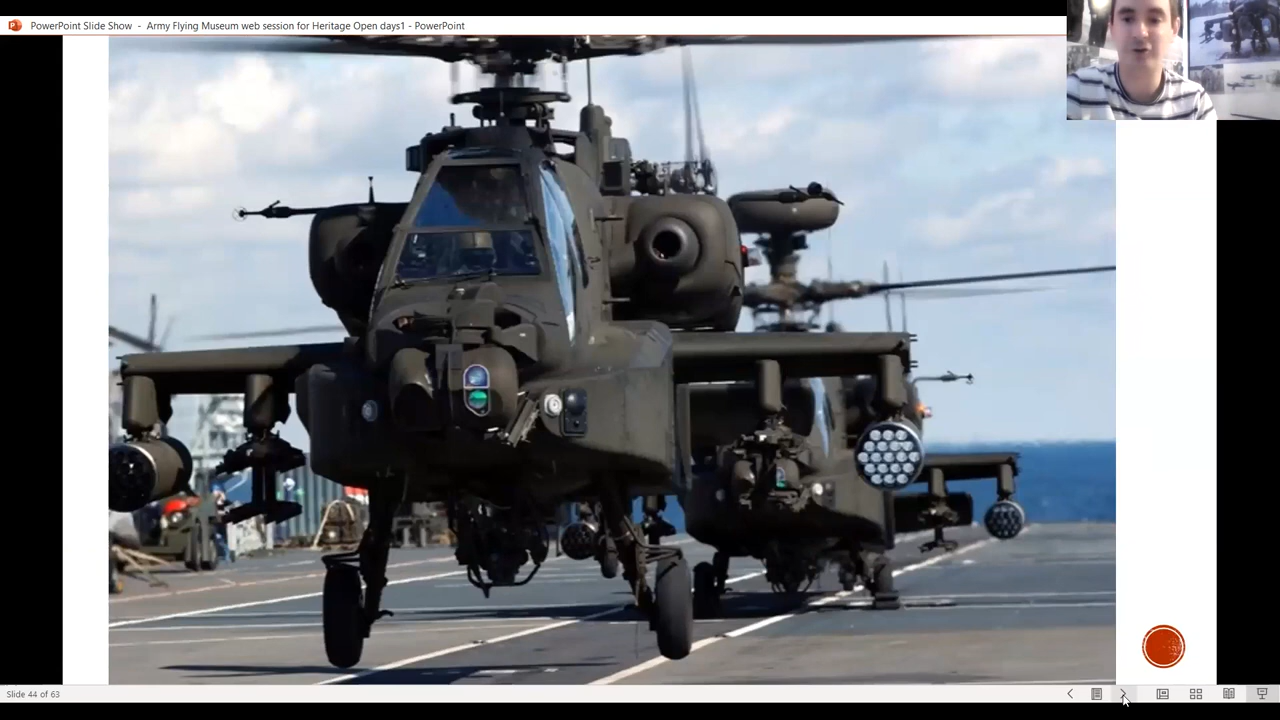 PowerPoint Slide Show - Army Flying Museum web session for Heritage Open days1 - PowerPoint
Slide 44 of 63